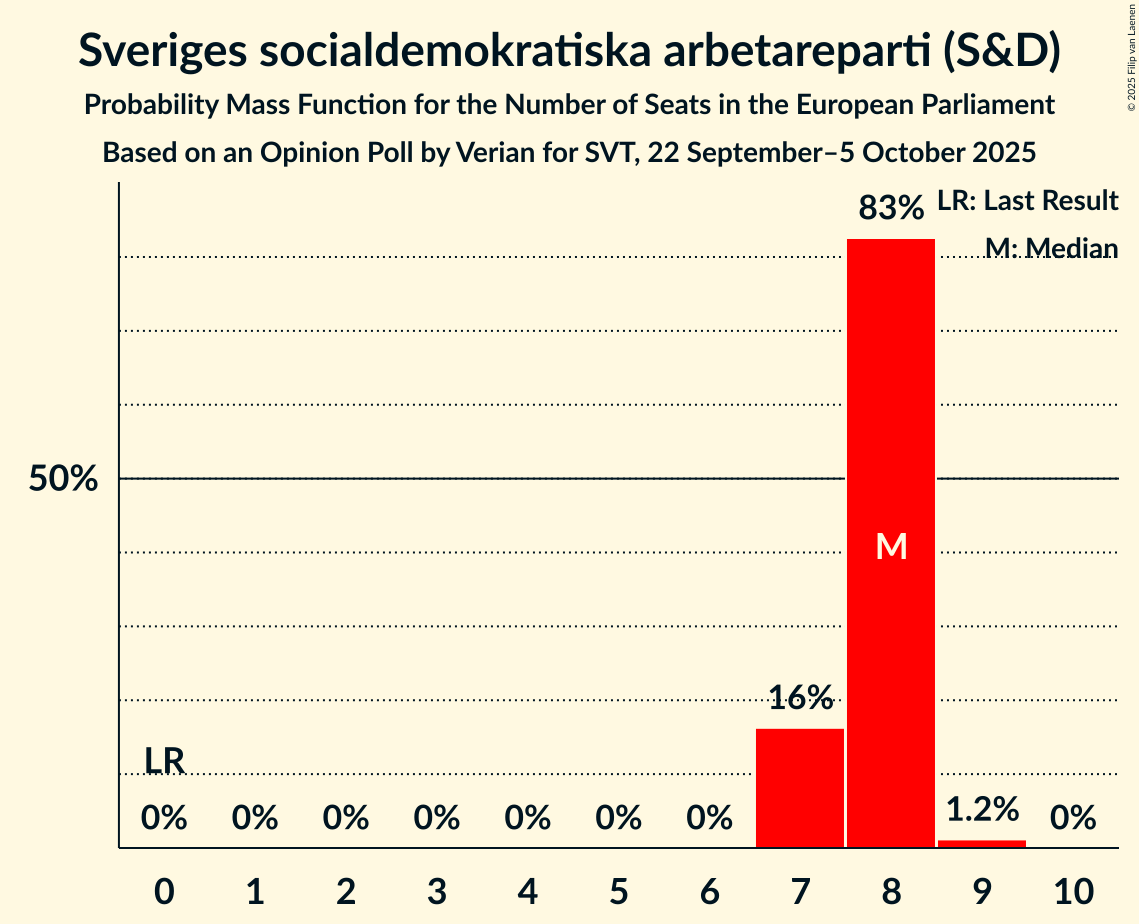 Sveriges socialdemokratiska arbetareparti (S&D)
Probability Mass Function for the Number of Seats in the European Parliament
Based on an Opinion Poll by Verian for SVT, 22 September–5 October 2025
© 2025 Filip van Laenen
LR: Last Result
M: Median
83%
50%
M
16%
LR
0% 0% 0% 0% 0% 0% 0% 1.2% 0%
0 1 2 3 4 5 6 7 8 9 10